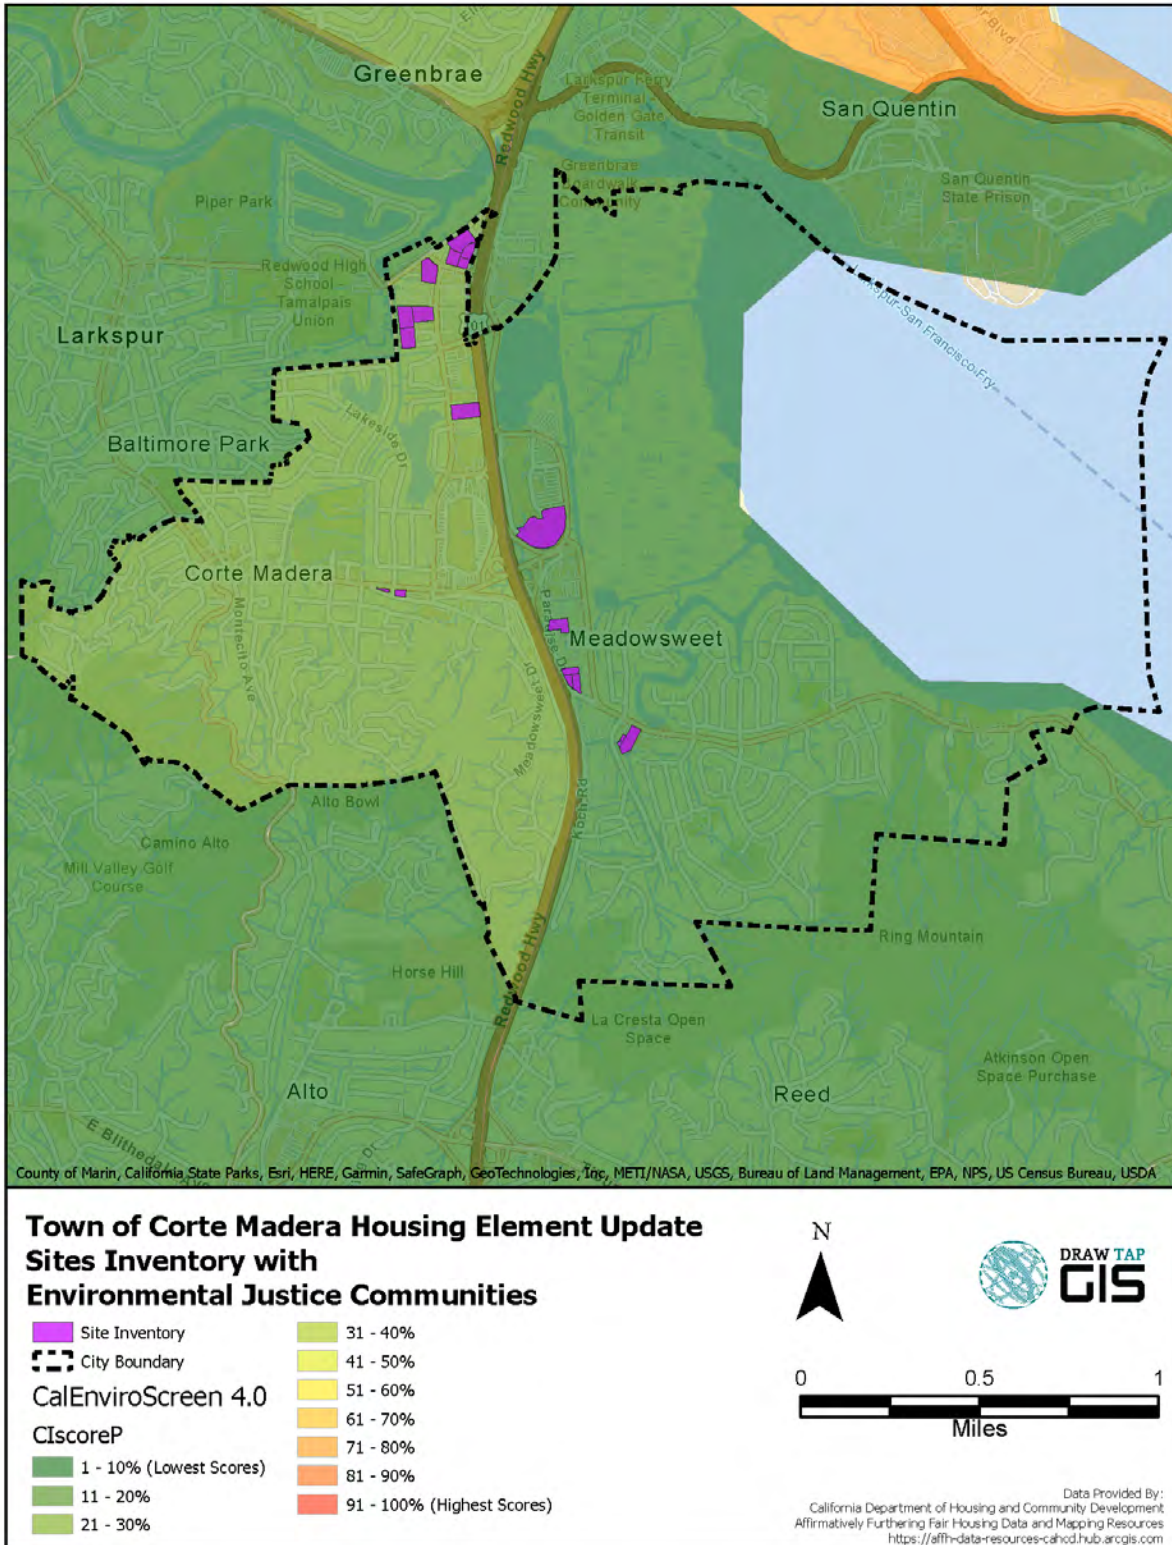 Greenbrae
Redwood Hwy
Larkspur Ferry
Terminal -
Golden Gate
Transit
San Quentin
Greenbrae
Boardwalk
Community
San Quentin
State Prison
Piper Park
Redwood High
School -
Tamalpais
Union
Larkspur
101
Larkspur-San Francisco Fry
Lakeside Dr
Baltimore Park
Corte Madera
Montecito Ave
Paradise Dr
Meadowsweet
Meadowsweet Dr
Koch Rd
Alto Bowl
Camino Alto
Mill Valley Golf
Course
Horse Hill
Redwood Hwy
Ring Mountain
La Cresta Open
Space
Atkinson Open
Space Purchase
Alto
Reed
County of Marin, California State Parks, Esri, HERE, Garmin, SafeGraph, GeoTechnologies, Inc, METI/NASA, USGS, Bureau of Land Management, EPA, NPS, US Census Bureau, USDA
Town of Corte Madera Housing Element Update
Sites Inventory with
Environmental Justice Communities
Site Inventory
City Boundary
CalEnviroScreen 4.0
CIscoreP
1 - 10% (Lowest Scores)
11 - 20%
21 - 30%
31 - 40%
41 - 50%
51 - 60%
61 - 70%
71 - 80%
81 - 90%
91 - 100% (Highest Scores)
N
DRAW TAP
GIS
0 0.5 1
Miles
Data Provided By:
California Department of Housing and Community Development
Affirmatively Furthering Fair Housing Data and Mapping Resources
https://affh-data-resources-cahcd.hub.arcgis.com